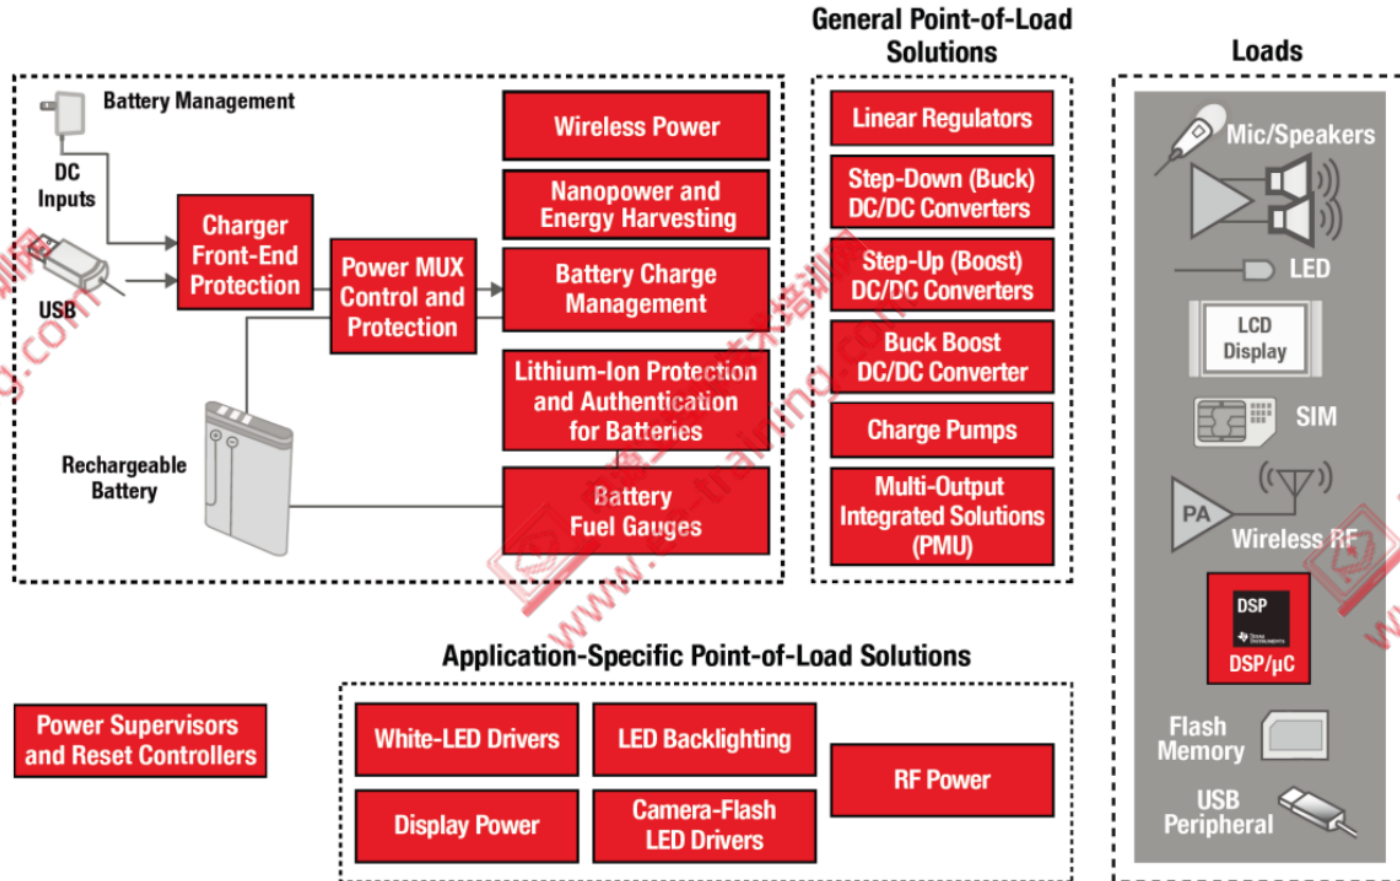 General Point-of-Load
Solutions
Loads
Battery Management
DC
Inputs
USB
Charger
Front-End
Protection
Power MUX
Control and
Protection
Rechargeable
Battery
Wireless Power
Nanopower and
Energy Harvesting
Battery Charge
Management
Lithium-Ion Protection
and Authentication
for Batteries
Battery
Fuel Gauges
Linear Regulators
Step-Down (Buck)
DC/DC Converters
Step-Up (Boost)
DC/DC Converters
Buck Boost
DC/DC Converter
Charge Pumps
Multi-Output
Integrated Solutions
(PMU)
Mic/Speakers
LED
LCD
Display
SIM
PA
Wireless RF
DSP
TEXAS
INSTRUMENTS
DSP/µC
Flash
Memory
USB
Peripheral
Application-Specific Point-of-Load Solutions
Power Supervisors
and Reset Controllers
White-LED Drivers
LED Backlighting
RF Power
Display Power
Camera-Flash
LED Drivers